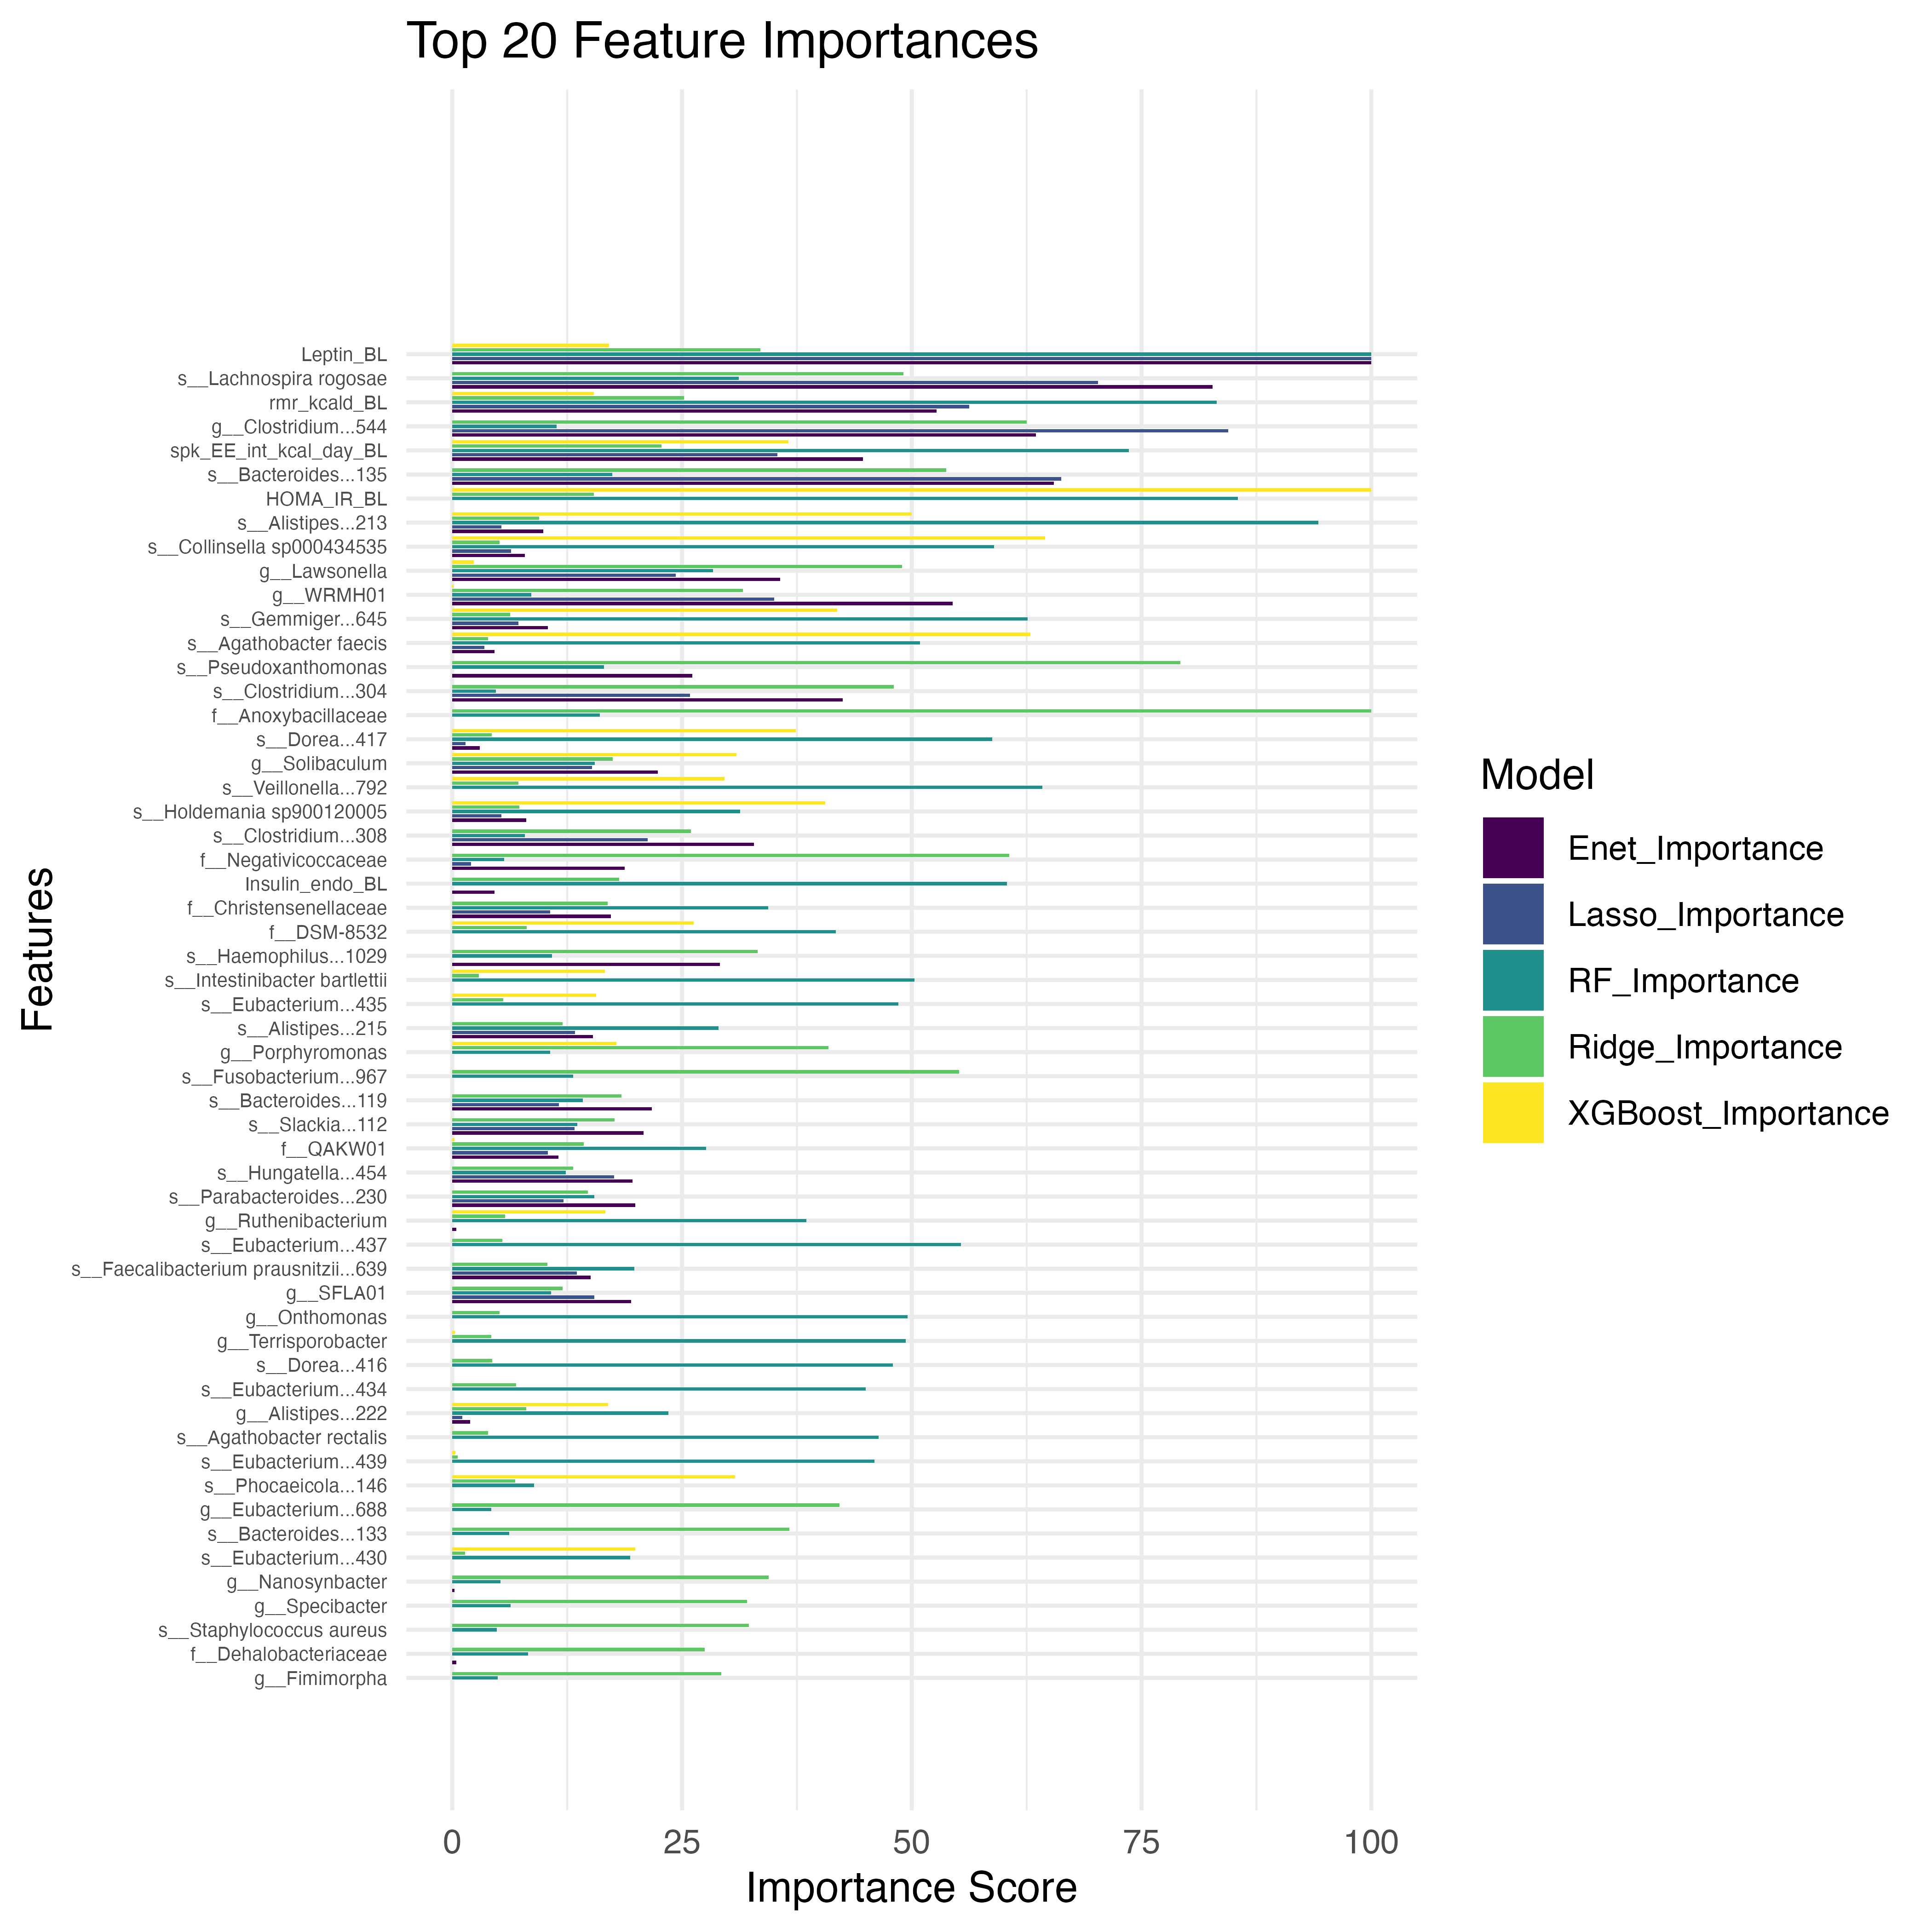 Top 20 Feature Importances
Leptin_BL
s__Lachnospira rogosae
rmr_kcald_BL
g__Clostridium...544
spk_EE_int_kcal_day_BL
s__Bacteroides...135
HOMA_IR_BL
s__Alistipes...213
s__Collinsella sp000434535
g__Lawsonella
g__WRMH01
s__Gemmiger...645
s__Agathobacter faecis
s__Pseudoxanthomonas
s__Clostridium...304
f__Anoxybacillaceae
s__Dorea...417
g__Solibaculum
s__Veillonella...792
s__Holdemania sp900120005
s__Clostridium...308
f__Negativicoccaceae
Insulin_endo_BL
f__Christensenellaceae
f__DSM-8532
s__Haemophilus...1029
s__Intestinibacter bartlettii
s__Eubacterium...435
s__Alistipes...215
g__Porphyromonas
s__Fusobacterium...967
s__Bacteroides...119
s__Slackia...112
f__QAKW01
s__Hungatella...454
s__Parabacteroides...230
g__Ruthenibacterium
s__Eubacterium...437
s__Faecalibacterium prausnitzii...639
g__SFLA01
g__Onthomonas
g__Terrisporobacter
s__Dorea...416
s__Eubacterium...434
g__Alistipes...222
s__Agathobacter rectalis
s__Eubacterium...439
s__Phocaeicola...146
g__Eubacterium...688
s__Bacteroides...133
s__Eubacterium...430
g__Nanosynbacter
g__Specibacter
s__Staphylococcus aureus
f__Dehalobacteriaceae
g__Fimimorpha
Features
0 25 50 75 100
Importance Score
Model
Enet_Importance
Lasso_Importance
RF_Importance
Ridge_Importance
XGBoost_Importance